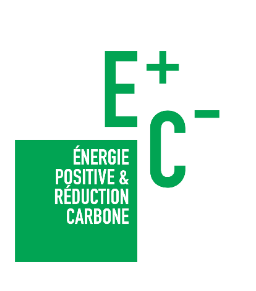 E+
C-
ÉNERGIE
POSITIVE &
RÉDUCTION
CARBONE